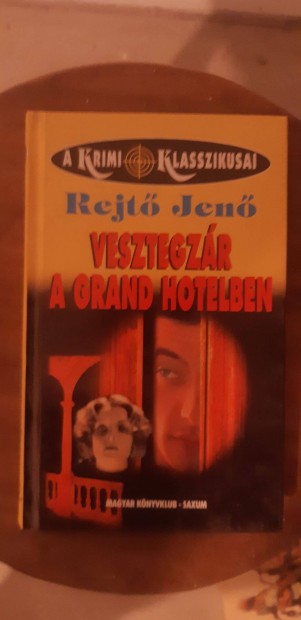 A KRIMI KLASSZIKUSAI
Rejtő Jenő
VESZTEGZÁR
A GRAND HOTELBEN
MAGYAR KÖNYVKLUB - SAXUM